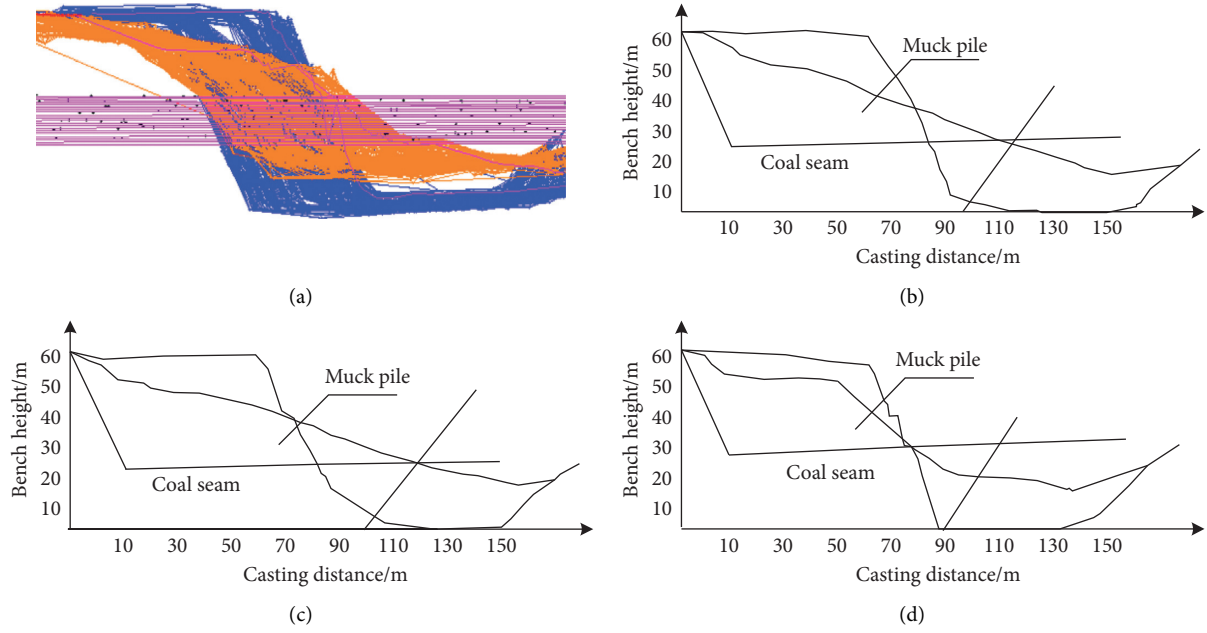 (a)
Bench height/m
60
50
40
30
20
10
Muck pile
Coal seam
10 30 50 70 90 110 130 150
Casting distance/m
(b)
Bench height/m
60
50
40
30
20
10
Muck pile
Coal seam
10 30 50 70 90 110 130 150
Casting distance/m
(c)
Bench height/m
60
50
40
30
20
10
Muck pile
Coal seam
10 30 50 70 90 110 130 150
Casting distance/m
(d)